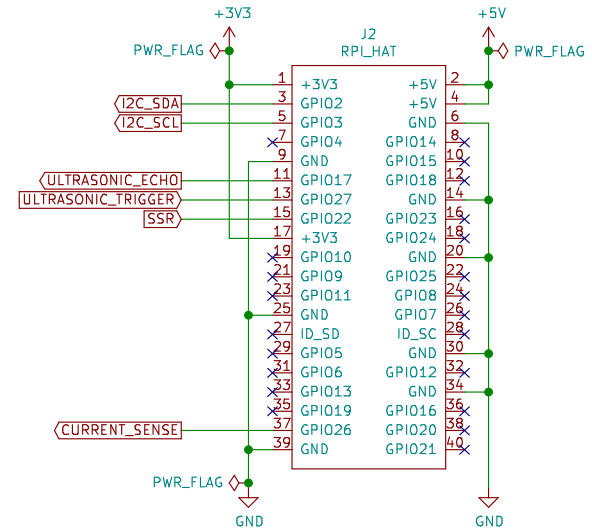 +3V3
+5V
PWR_FLAG
J2
RPI_HAT
PWR_FLAG
1 +3V3 +5V 2
I2C_SDA 3 GPIO2 +5V 4
I2C_SCL 5 GPIO3 GND 6
7 GPIO4 GPIO14 8
9 GND GPIO15 10
ULTRASONIC_ECHO 11 GPIO17 GPIO18 12
ULTRASONIC_TRIGGER 13 GPIO27 GND 14
SSR 15 GPIO22 GPIO23 16
17 +3V3 GPIO24 18
19 GPIO10 GND 20
21 GPIO9 GPIO25 22
23 GPIO11 GPIO8 24
25 GND GPIO7 26
27 ID_SD ID_SC 28
29 GPIO5 GND 30
31 GPIO6 GPIO12 32
33 GPIO13 GND 34
35 GPIO19 GPIO16 36
CURRENT_SENSE 37 GPIO26 GPIO20 38
39 GND GPIO21 40
PWR_FLAG
GND
GND